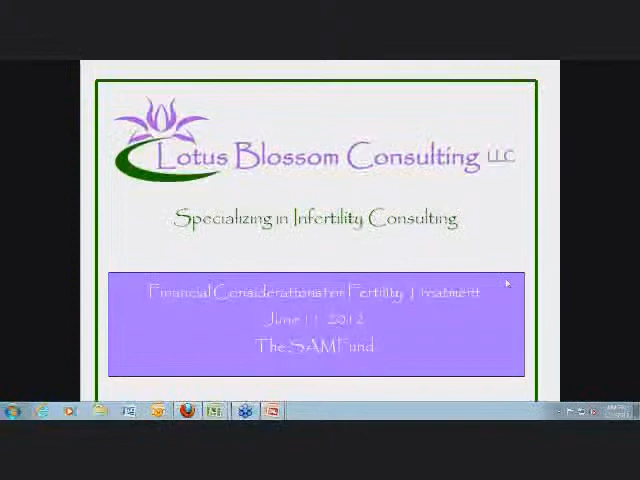 Lotus Blossom Consulting LLC
Specializing in Infertility Consulting
Financial Considerations for Fertility Treatment
June 11, 2012
The SAMFund